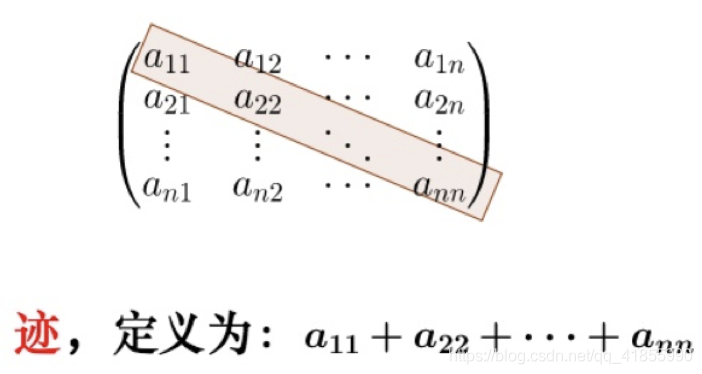 a11 a12 ··· a1n
a21 a22 ··· a2n
⋮ ⋮ ⋱ ⋮
an1 an2 ··· ann
迹，定义为：a11 + a22 + ··· + ann
https://blog.csdn.net/qq_41855990